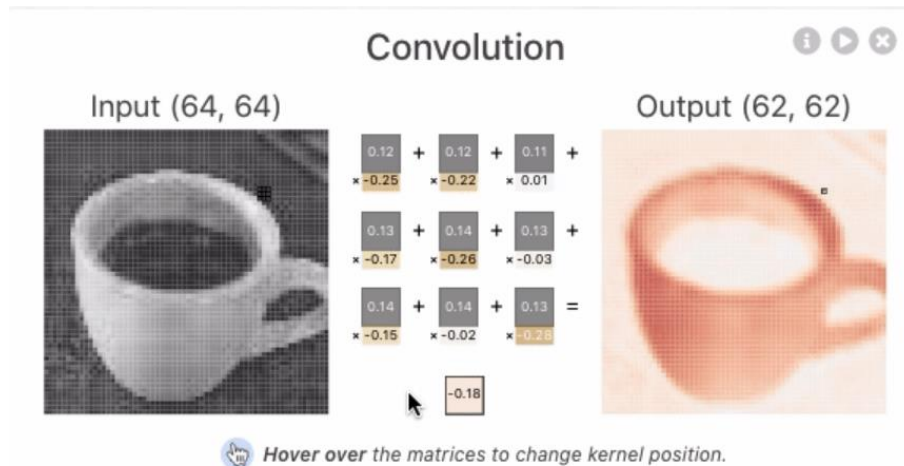 Convolution
Input (64, 64)
Output (62, 62)
0.12 + 0.12 + 0.11 +
× -0.25 × -0.22 × 0.01
0.13 + 0.14 + 0.13 +
× -0.17 × -0.26 × -0.03
0.14 + 0.14 + 0.13 =
× -0.15 × -0.02 × -0.28
-0.18
Hover over the matrices to change kernel position.